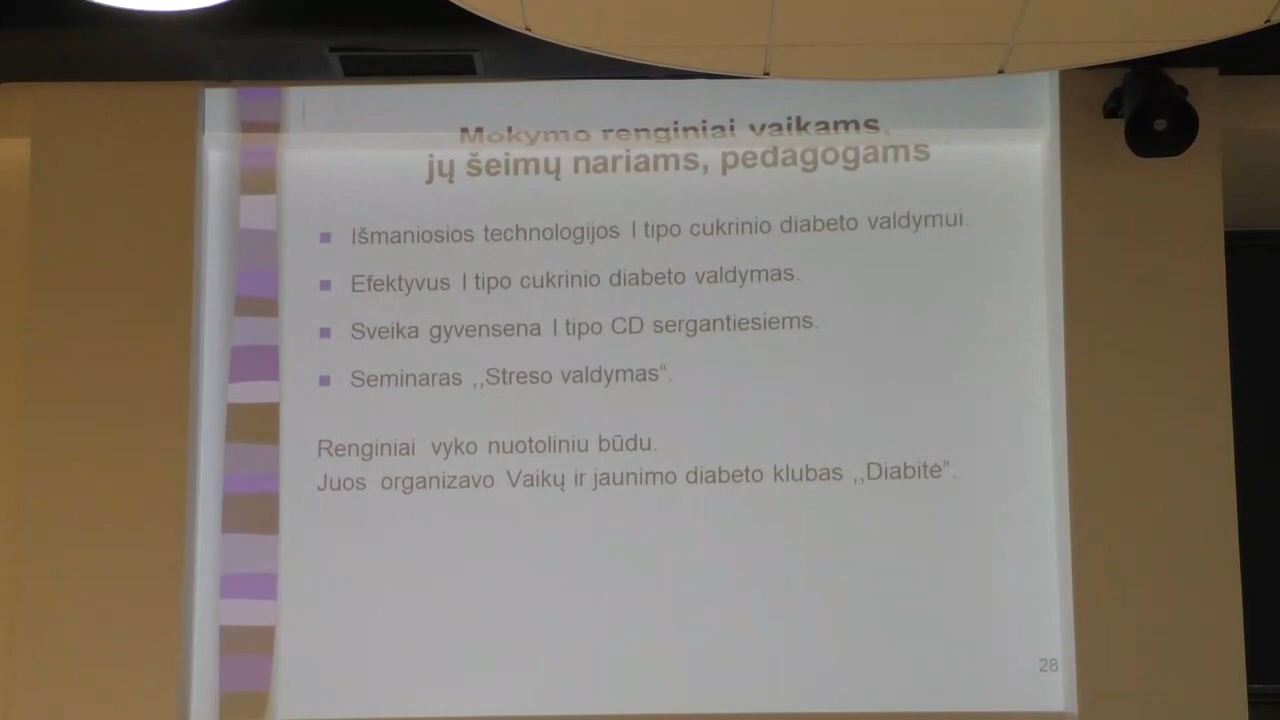 Mokymo renginiai vaikams,
jų šeimų nariams, pedagogams
Išmaniosios technologijos I tipo cukrinio diabeto valdymui.
Efektyvus I tipo cukrinio diabeto valdymas.
Sveika gyvensena I tipo CD sergantiesiems.
Seminaras ,,Streso valdymas“.
Renginiai vyko nuotoliniu būdu.
Juos organizavo Vaikų ir jaunimo diabeto klubas ,,Diabitė”.
28